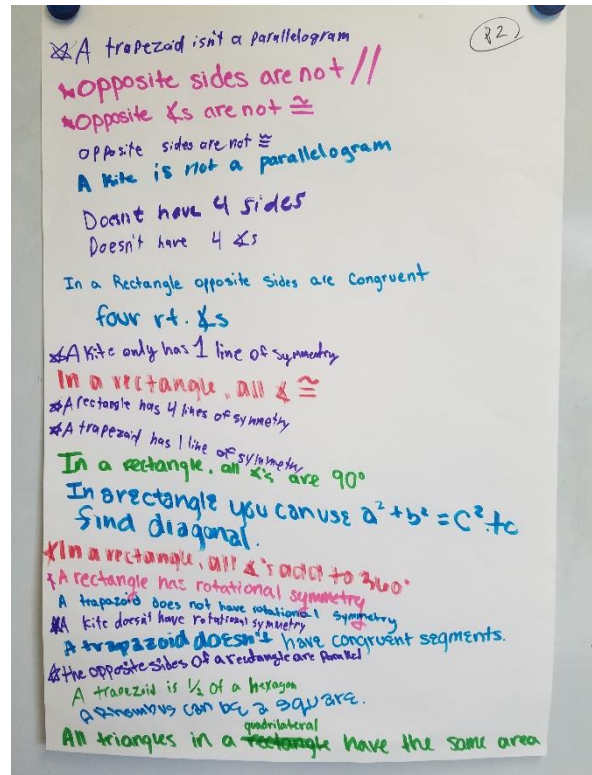 ☆A trapezoid isn't a parallelogram
82
*Opposite sides are not //
*Opposite ∡s are not ≅
opposite sides are not ≅
A kite is not a parallelogram
Doesn't have 4 sides
Doesn't have 4 ∡s
In a Rectangle opposite sides are Congruent
four rt. ∡s
☆A kite only has 1 line of symmentry
In a rectangle, all ∡ ≅
☆A rectangle has 4 lines of symmetry
☆A trapezoid has 1 line of symmetry
In a rectangle, all ∡'s are 90°
In a rectangle you can use a² + b² = c² to
find diagonal.
*In a rectangle, all ∡'s add to 360°
*A rectangle has rotational symmetry
A trapazoid does not have rotational symmetry
*A kite doesn't have rotational symmetry
A trapazoid doesn't have congruent segments.
☆the opposite sides of a rectangle are Parallel
A trapezoid is 1/2 of a hexagon
a rhombus can be a square.
quadrilateral
All triangles in a rectangle have the same area